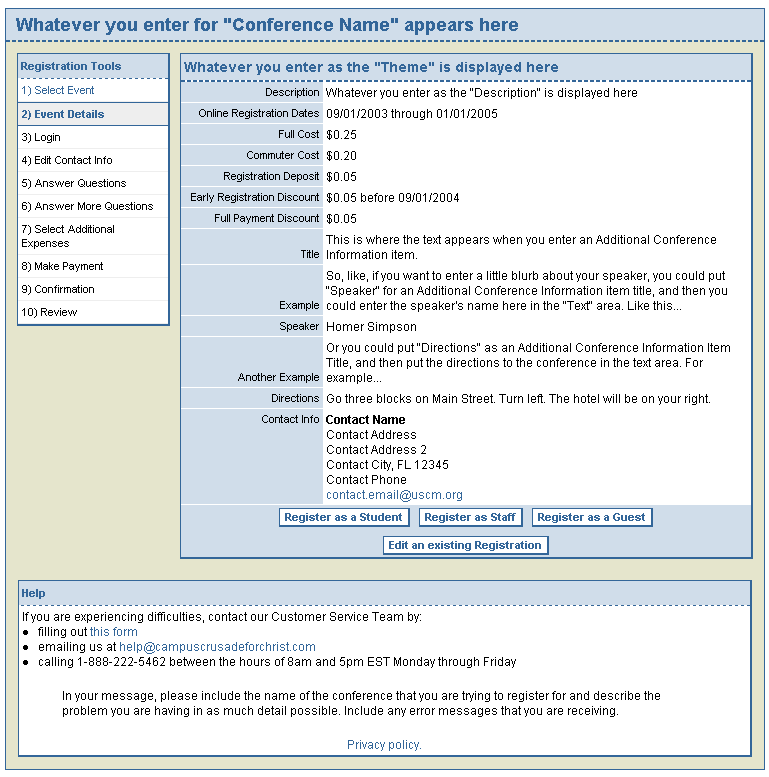 Whatever you enter for "Conference Name" appears here
Registration Tools
1) Select Event
2) Event Details
3) Login
4) Edit Contact Info
5) Answer Questions
6) Answer More Questions
7) Select Additional
Expenses
8) Make Payment
9) Confirmation
10) Review
Whatever you enter as the "Theme" is displayed here
Description Whatever you enter as the "Description" is displayed here
Online Registration Dates 09/01/2003 through 01/01/2005
Full Cost $0.25
Commuter Cost $0.20
Registration Deposit $0.05
Early Registration Discount $0.05 before 09/01/2004
Full Payment Discount $0.05
This is where the text appears when you enter an Additional Conference
Title Information item.
So, like, if you want to enter a little blurb about your speaker, you could put
"Speaker" for an Additional Conference Information item title, and then you
Example could enter the speaker's name here in the "Text" area. Like this...
Speaker Homer Simpson
Or you could put "Directions" as an Additional Conference Information Item
Title, and then put the directions to the conference in the text area. For
Another Example example...
Directions Go three blocks on Main Street. Turn left. The hotel will be on your right.
Contact Info Contact Name
Contact Address
Contact Address 2
Contact City, FL 12345
Contact Phone
contact.email@uscm.org
Register as a Student Register as Staff Register as a Guest
Edit an existing Registration
Help
If you are experiencing difficulties, contact our Customer Service Team by:
● filling out this form
● emailing us at help@campuscrusadeforchrist.com
● calling 1-888-222-5462 between the hours of 8am and 5pm EST Monday through Friday
In your message, please include the name of the conference that you are trying to register for and describe the
problem you are having in as much detail possible. Include any error messages that you are receiving.
Privacy policy.